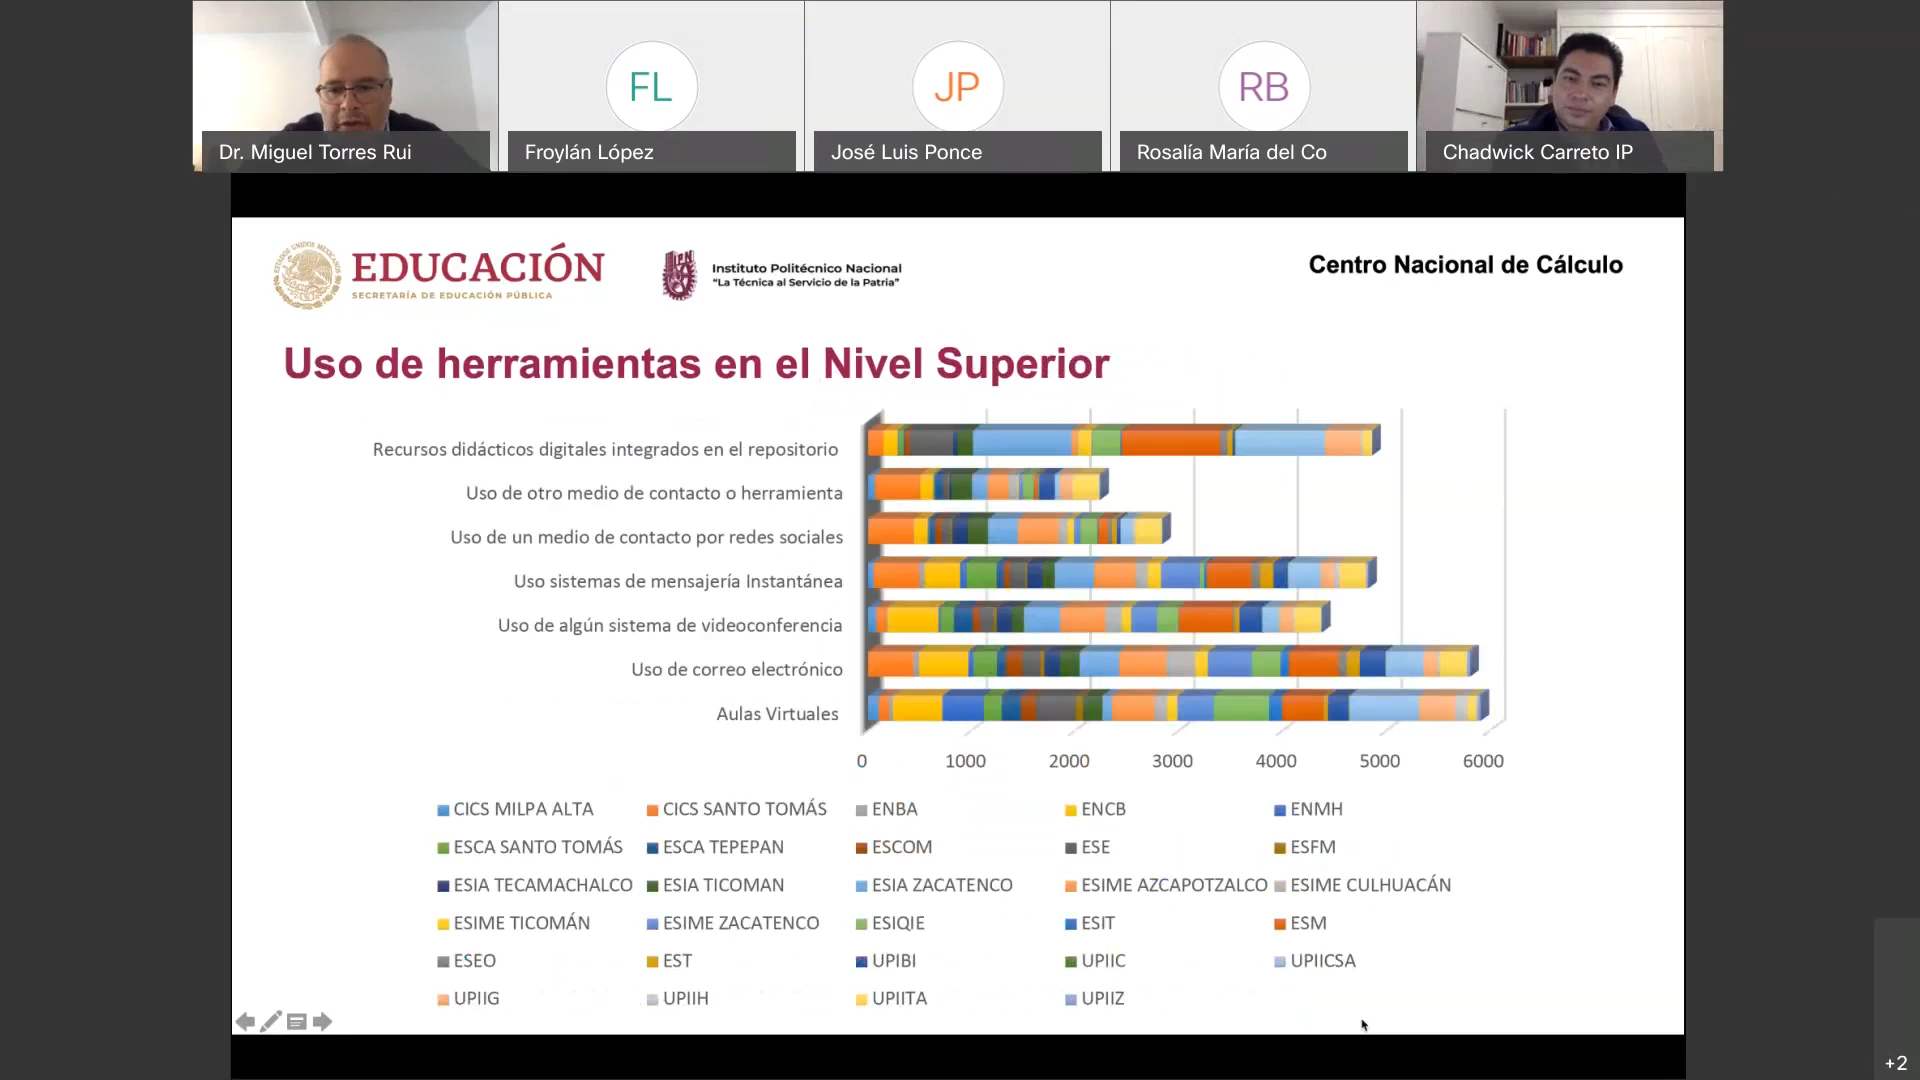 FL
JP
RB
Dr. Miguel Torres Rui
Froylán López
José Luis Ponce
Rosalía María del Co
Chadwick Carreto IP
EDUCACIÓN
SECRETARÍA DE EDUCACIÓN PÚBLICA
ESTADOS UNIDOS MEXICANOS
IPN
Instituto Politécnico Nacional
"La Técnica al Servicio de la Patria"
Centro Nacional de Cálculo
Uso de herramientas en el Nivel Superior
Recursos didácticos digitales integrados en el repositorio
Uso de otro medio de contacto o herramienta
Uso de un medio de contacto por redes sociales
Uso sistemas de mensajería Instantánea
Uso de algún sistema de videoconferencia
Uso de correo electrónico
Aulas Virtuales
0 1000 2000 3000 4000 5000 6000
CICS MILPA ALTA CICS SANTO TOMÁS ENBA ENCB ENMH
ESCA SANTO TOMÁS ESCA TEPEPAN ESCOM ESE ESFM
ESIA TECAMACHALCO ESIA TICOMAN ESIA ZACATENCO ESIME AZCAPOTZALCO ESIME CULHUACÁN
ESIME TICOMÁN ESIME ZACATENCO ESIQIE ESIT ESM
ESEO EST UPIBI UPIIC UPIICSA
UPIIG UPIIH UPIITA UPIIZ
+2